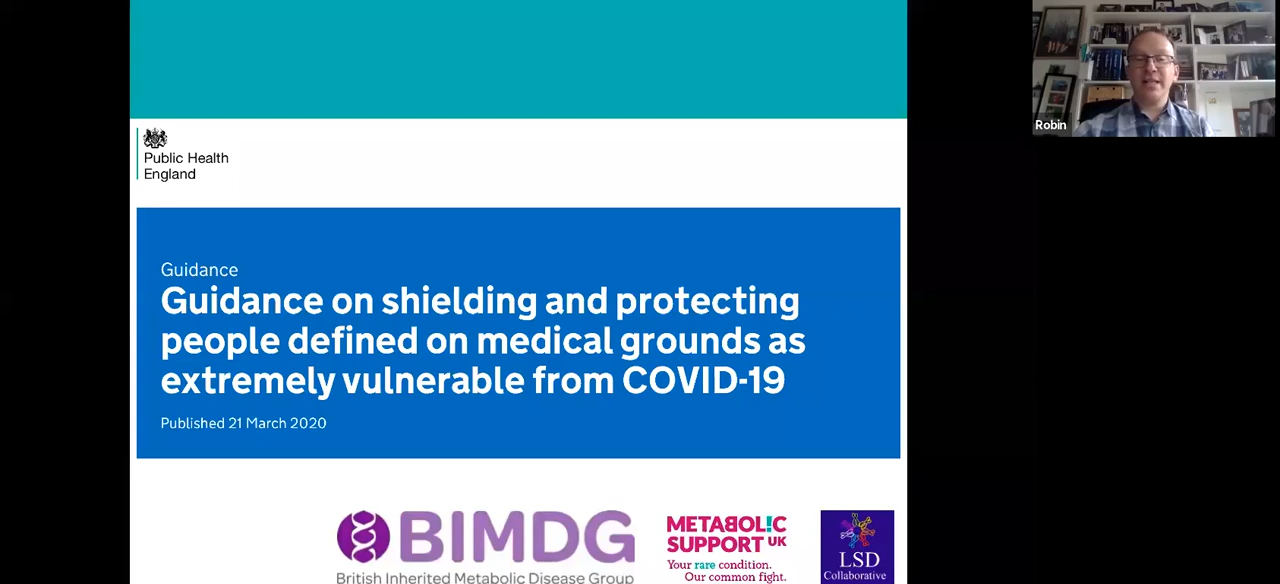 Robin
Public Health
England
Guidance
Guidance on shielding and protecting
people defined on medical grounds as
extremely vulnerable from COVID-19
Published 21 March 2020
BIMDG
British Inherited Metabolic Disease Group
METABOL!C
SUPPORT UK
Your rare condition.
Our common fight.
LSD
Collaborative